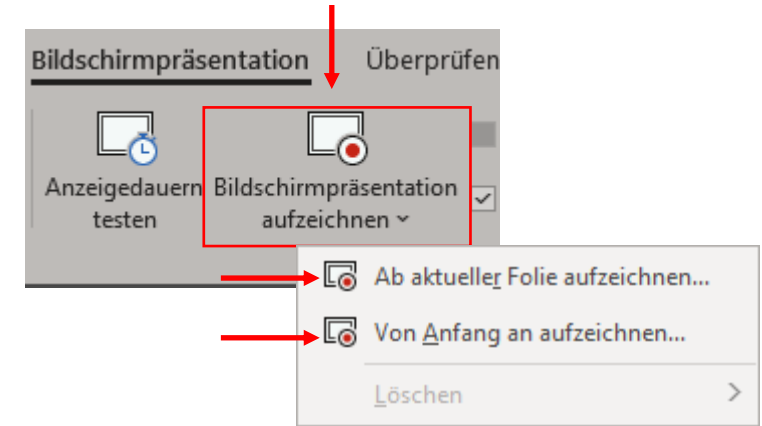 Bildschirmpräsentation Überprüfen
Anzeigedauern testen
Bildschirmpräsentation aufzeichnen
Ab aktueller Folie aufzeichnen...
Von Anfang an aufzeichnen...
Löschen